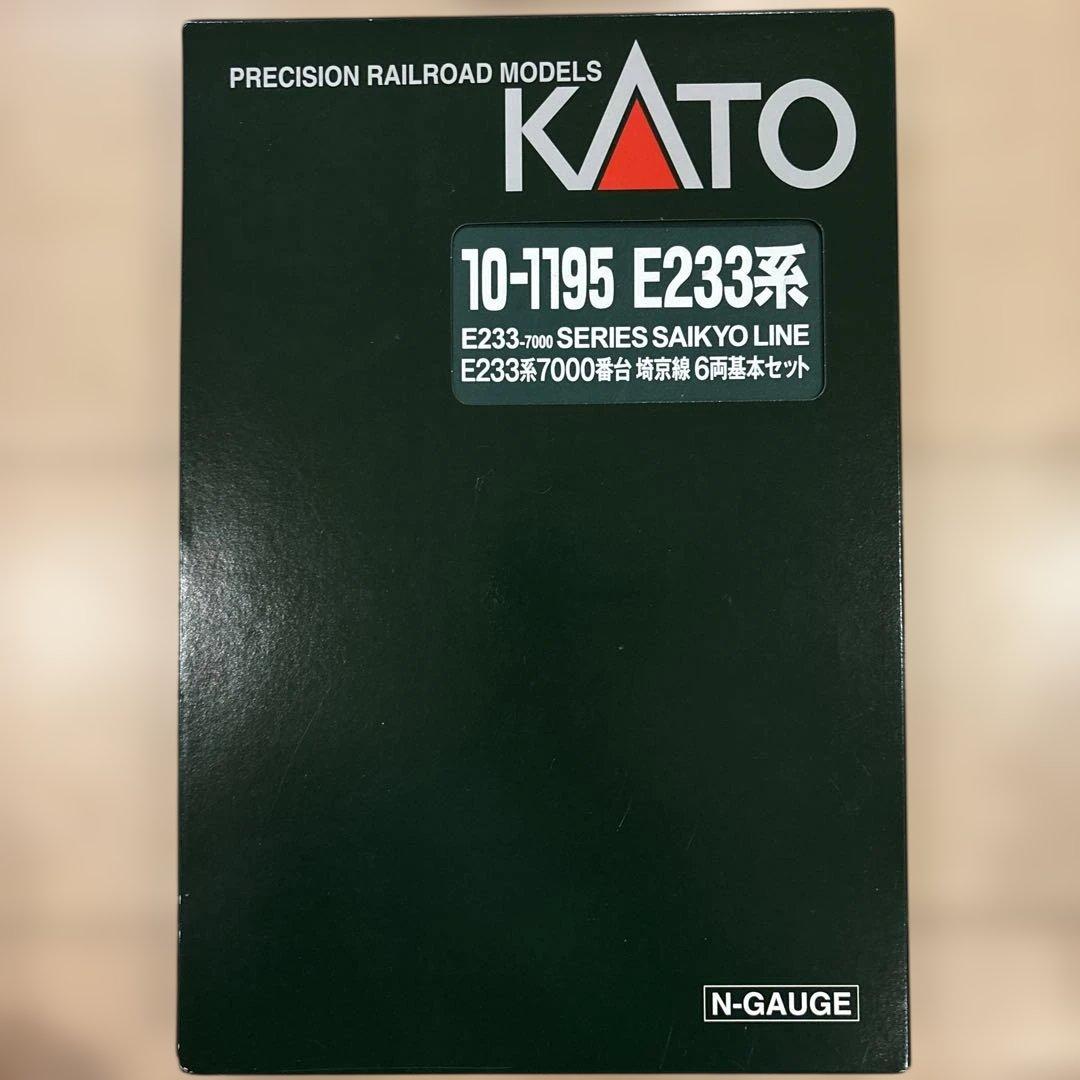 PRECISION RAILROAD MODELS
KATO
10-1195 E233系
E233-7000 SERIES SAIKYO LINE
E233系7000番台 埼京線 6両基本セット
N-GAUGE